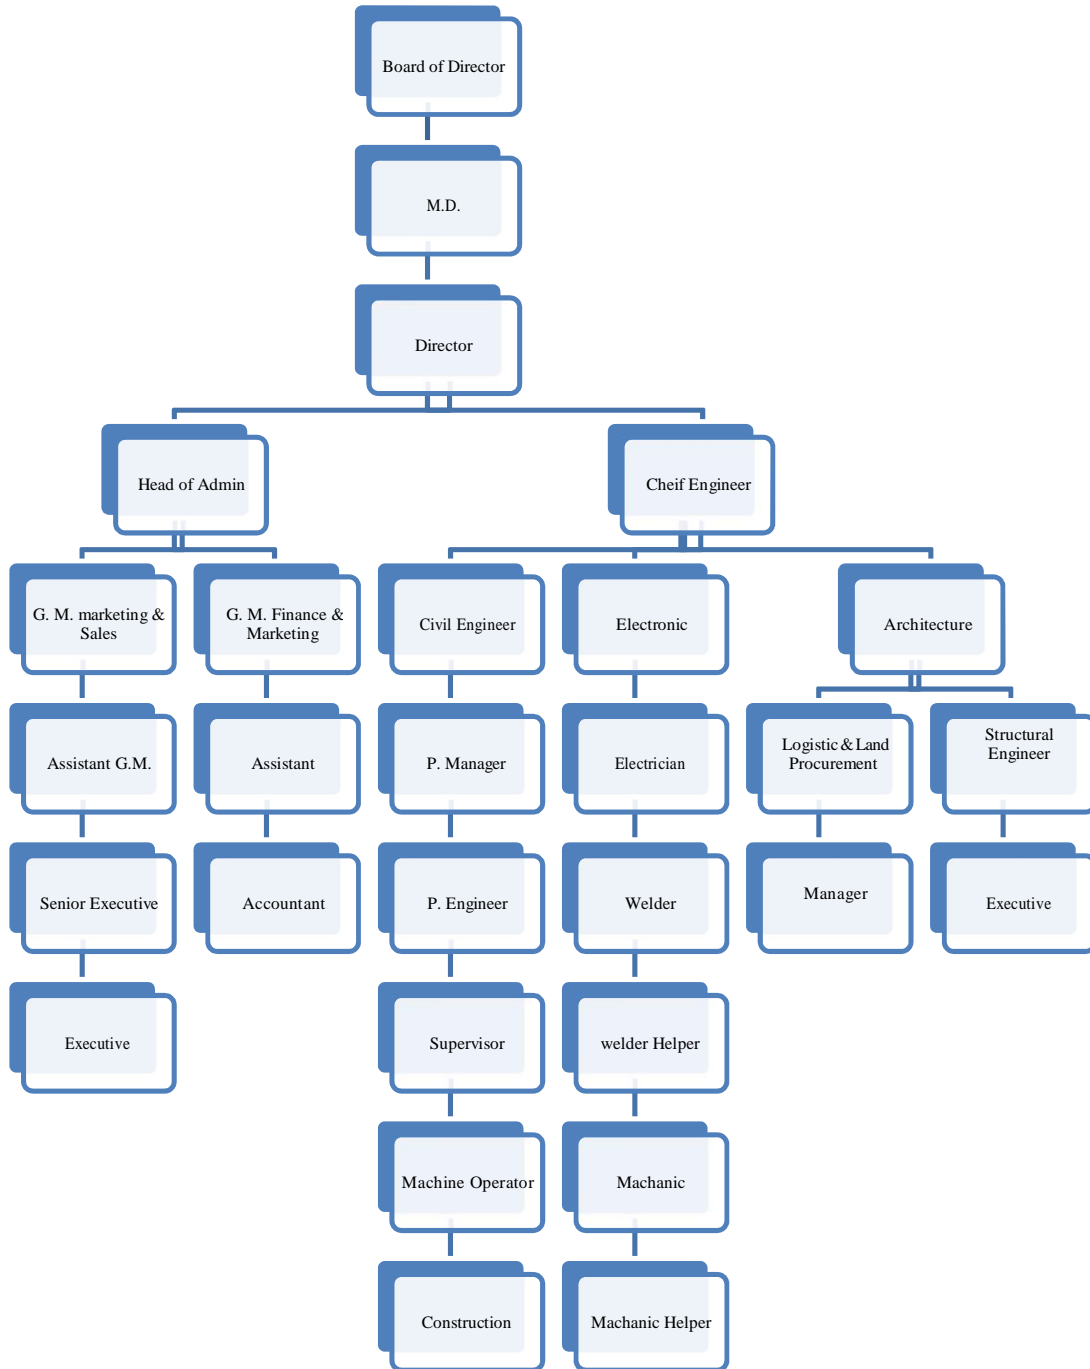 Board of Director
M.D.
Director
Head of Admin
Cheif Engineer
G. M. marketing &
Sales
G. M. Finance &
Marketing
Civil Engineer
Electronic
Architecture
Assistant G.M.
Assistant
P. Manager
Electrician
Logistic & Land
Procurement
Structural
Engineer
Senior Executive
Accountant
P. Engineer
Welder
Manager
Executive
Executive
Supervisor
welder Helper
Machine Operator
Machanic
Construction
Machanic Helper